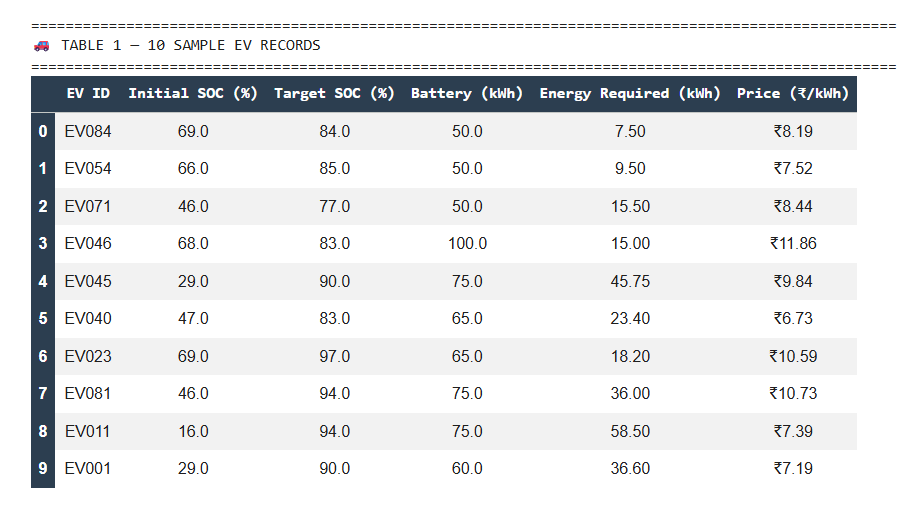 ====================================================================================================
🚗 TABLE 1 — 10 SAMPLE EV RECORDS
====================================================================================================
EV ID Initial SOC (%) Target SOC (%) Battery (kWh) Energy Required (kWh) Price (₹/kWh)
0 EV084 69.0 84.0 50.0 7.50 ₹8.19
1 EV054 66.0 85.0 50.0 9.50 ₹7.52
2 EV071 46.0 77.0 50.0 15.50 ₹8.44
3 EV046 68.0 83.0 100.0 15.00 ₹11.86
4 EV045 29.0 90.0 75.0 45.75 ₹9.84
5 EV040 47.0 83.0 65.0 23.40 ₹6.73
6 EV023 69.0 97.0 65.0 18.20 ₹10.59
7 EV081 46.0 94.0 75.0 36.00 ₹10.73
8 EV011 16.0 94.0 75.0 58.50 ₹7.39
9 EV001 29.0 90.0 60.0 36.60 ₹7.19